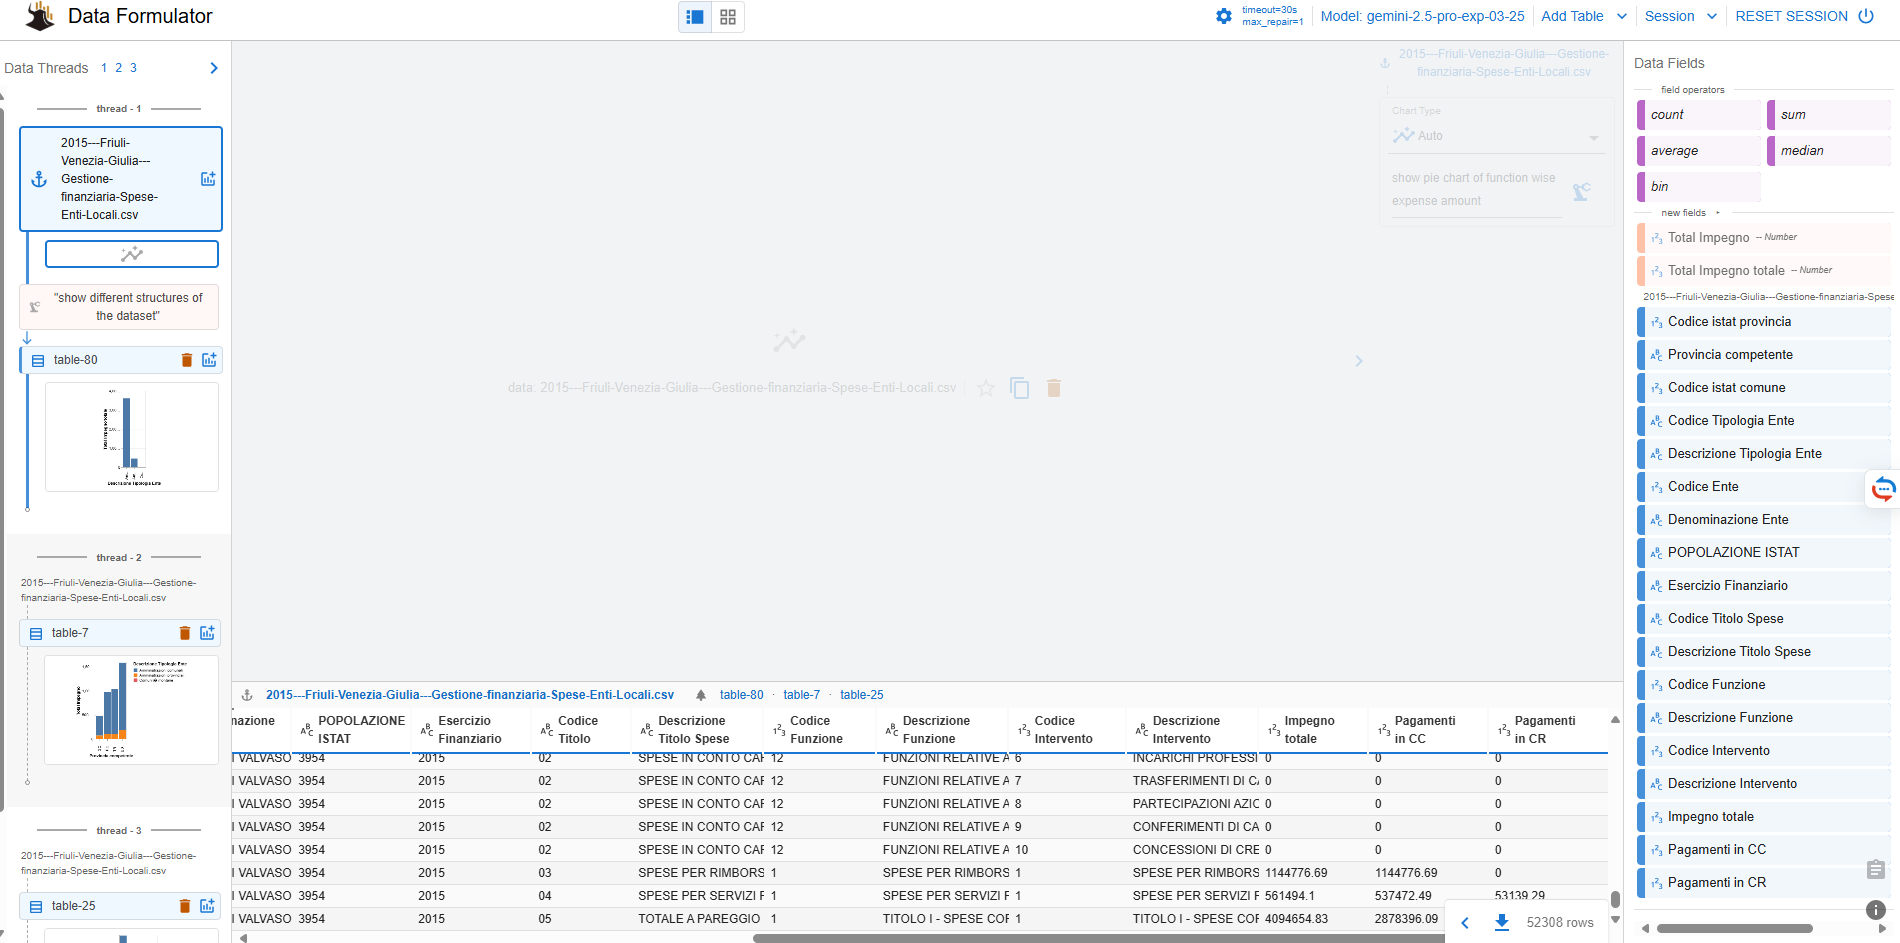 Data Formulator
timeout=30s
max_repair=1
Model: gemini-2.5-pro-exp-03-25
Add Table
Session
RESET SESSION
Data Threads 1 2 3
thread - 1
2015---Friuli-
Venezia-Giulia---
Gestione-
finanziaria-Spese-
Enti-Locali.csv
"show different structures of
the dataset"
table-80
Descrizione Tipologia Ente
thread - 2
2015---Friuli-Venezia-Giulia---Gestione-
finanziaria-Spese-Enti-Locali.csv
table-7
Descrizione Tipologia Ente
Provincia competente
thread - 3
2015---Friuli-Venezia-Giulia---Gestione-
finanziaria-Spese-Enti-Locali.csv
table-25
2015---Friuli-Venezia-Giulia---Gestione-
finanziaria-Spese-Enti-Locali.csv
Chart Type
Auto
show pie chart of function wise
expense amount
data: 2015---Friuli-Venezia-Giulia---Gestione-finanziaria-Spese-Enti-Locali.csv
2015---Friuli-Venezia-Giulia---Gestione-finanziaria-Spese-Enti-Locali.csv table-80 · table-7 · table-25
nazione POPOLAZIONE ISTAT Esercizio Finanziario Codice Titolo Descrizione Titolo Spese Codice Funzione Descrizione Funzione Codice Intervento Descrizione Intervento Impegno totale Pagamenti in CC Pagamenti in CR
I VALVASO 3954 2015 02 SPESE IN CONTO CAF 12 FUNZIONI RELATIVE A 6 INCARICHI PROFESSI 0 0 0
I VALVASO 3954 2015 02 SPESE IN CONTO CAF 12 FUNZIONI RELATIVE A 7 TRASFERIMENTI DI C 0 0 0
I VALVASO 3954 2015 02 SPESE IN CONTO CAF 12 FUNZIONI RELATIVE A 8 PARTECIPAZIONI AZIC 0 0 0
I VALVASO 3954 2015 02 SPESE IN CONTO CAF 12 FUNZIONI RELATIVE A 9 CONFERIMENTI DI CA 0 0 0
I VALVASO 3954 2015 02 SPESE IN CONTO CAF 12 FUNZIONI RELATIVE A 10 CONCESSIONI DI CRE 0 0 0
I VALVASO 3954 2015 03 SPESE PER RIMBORS 1 SPESE PER RIMBORS 1 SPESE PER RIMBORS 1144776.69 1144776.69 0
I VALVASO 3954 2015 04 SPESE PER SERVIZI F 1 SPESE PER SERVIZI F 1 SPESE PER SERVIZI F 561494.1 537472.49 53139.29
I VALVASO 3954 2015 05 TOTALE A PAREGGIO 1 TITOLO I - SPESE COF 1 TITOLO I - SPESE COF 4094654.83 2878396.09
52308 rows
Data Fields
field operators
count sum
average median
bin
new fields
Total Impegno -- Number
Total Impegno totale -- Number
2015---Friuli-Venezia-Giulia---Gestione-finanziaria-Spese
Codice istat provincia
Provincia competente
Codice istat comune
Codice Tipologia Ente
Descrizione Tipologia Ente
Codice Ente
Denominazione Ente
POPOLAZIONE ISTAT
Esercizio Finanziario
Codice Titolo Spese
Descrizione Titolo Spese
Codice Funzione
Descrizione Funzione
Codice Intervento
Descrizione Intervento
Impegno totale
Pagamenti in CC
Pagamenti in CR